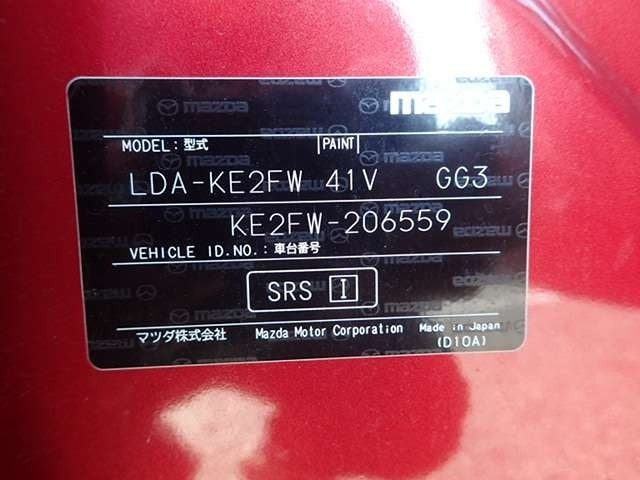 mazda
MODEL:型式 PAINT
LDA-KE2FW 41V GG3
KE2FW-206559
VEHICLE ID.NO.:車台番号
SRS I
マツダ株式会社 Mazda Motor Corporation Made in Japan
(D10A)